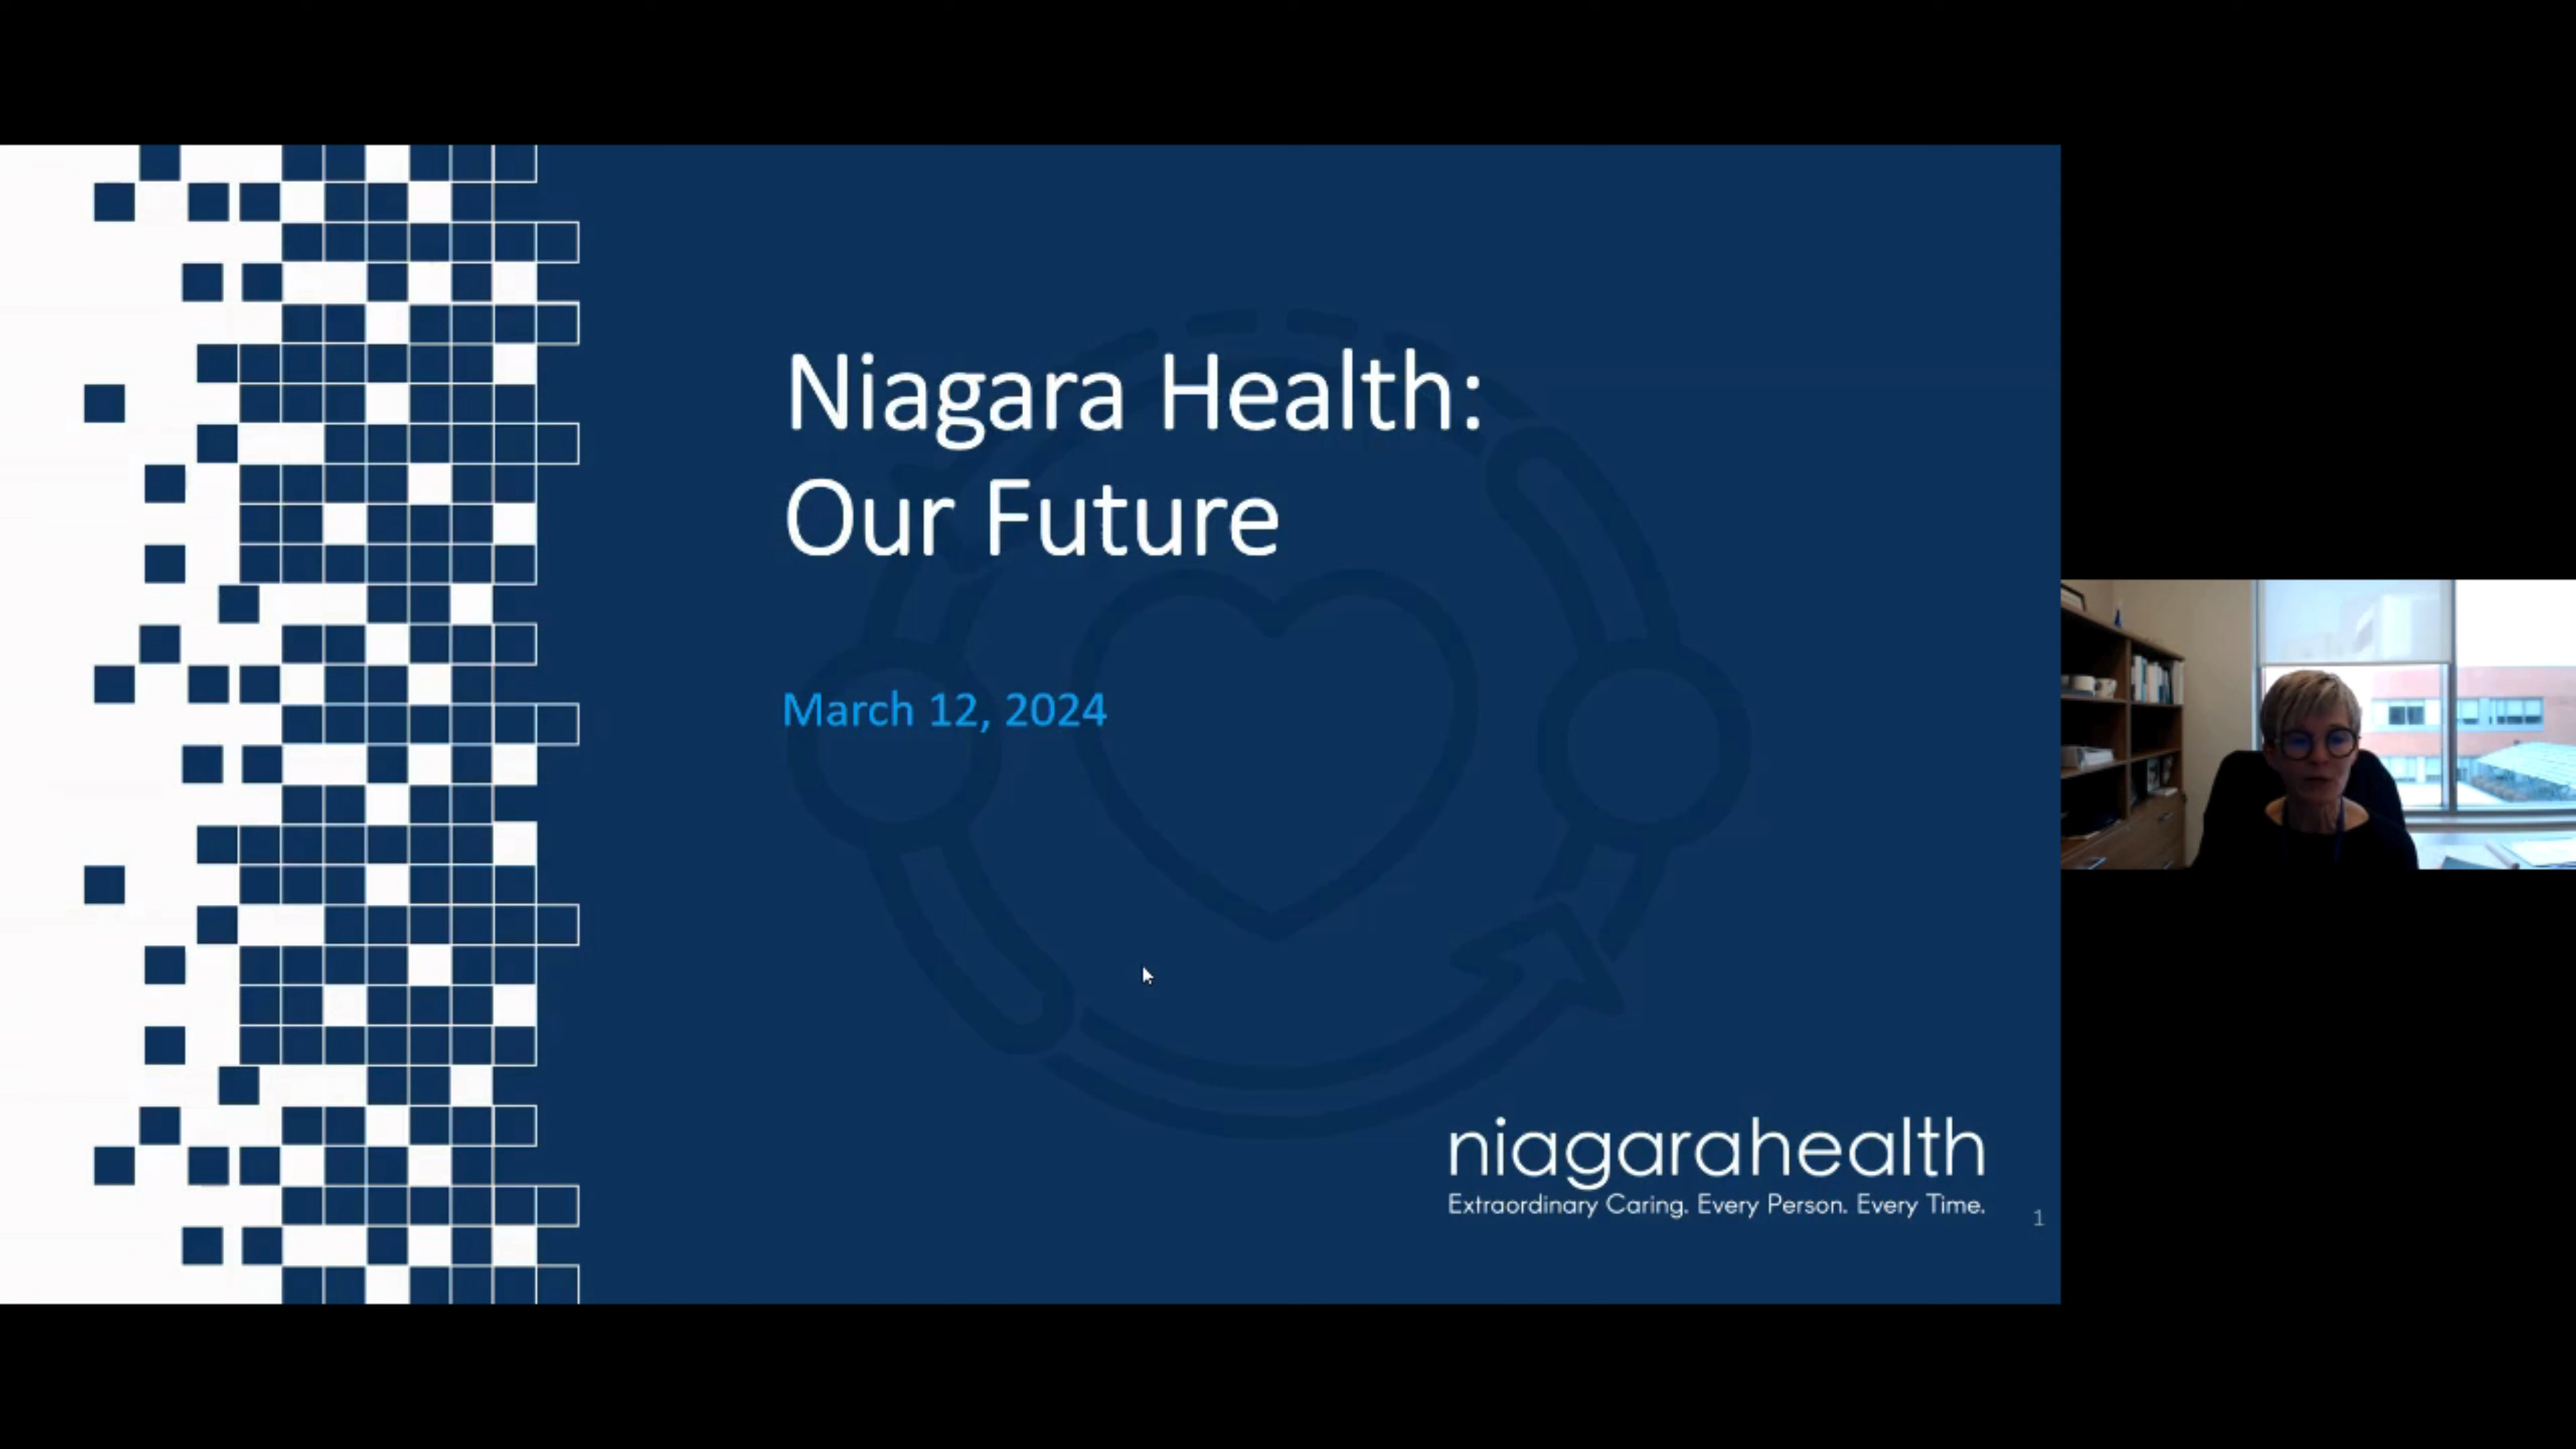 Niagara Health:
Our Future
March 12, 2024
niagarahealth
Extraordinary Caring. Every Person. Every Time.
1